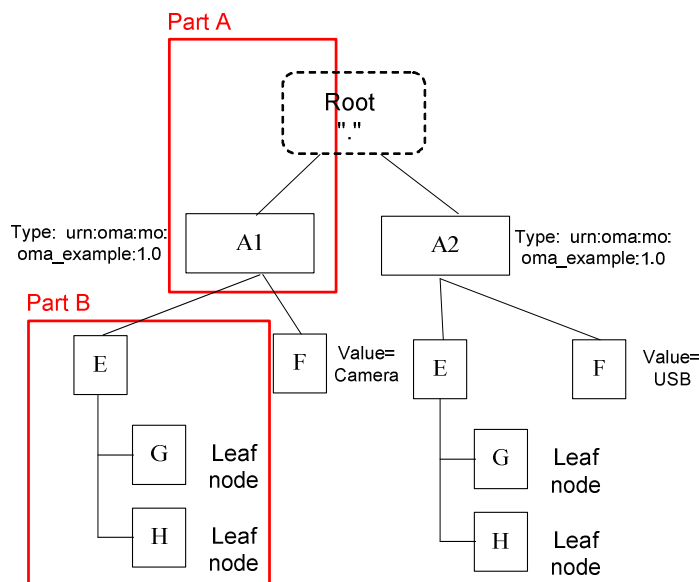 Part A
Root
"."
Type: urn:oma:mo:
oma_example:1.0
A1
A2
Type: urn:oma:mo:
oma_example:1.0
Part B
E
F
Value=
Camera
E
F
Value=
USB
G
Leaf
node
G
Leaf
node
H
Leaf
node
H
Leaf
node